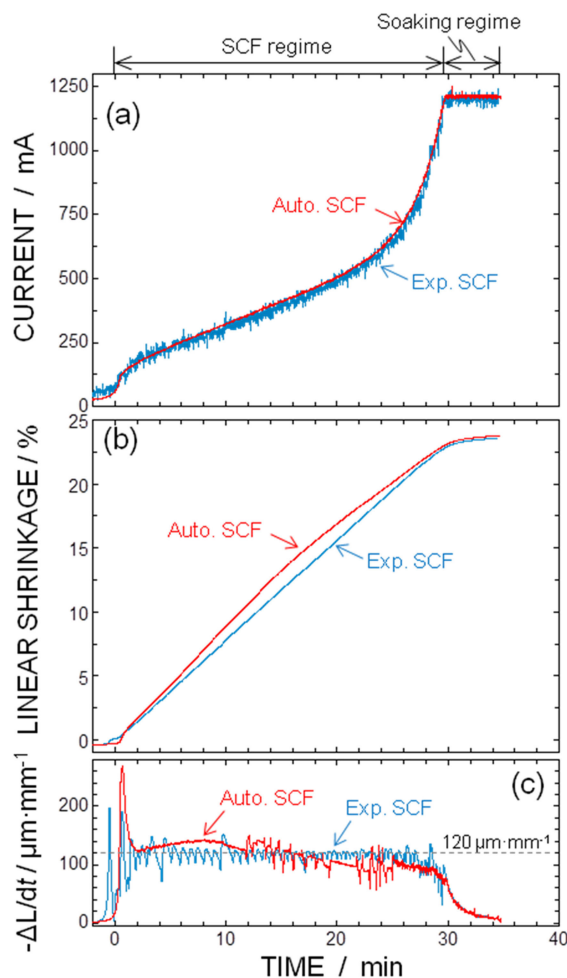 Soaking
SCF regime
regime
1250
(a)
1000
CURRENT / mA
750
Auto. SCF
500
Exp. SCF
250
0
25
(b)
20
LINEAR SHRINKAGE / %
Auto. SCF
15
Exp. SCF
10
5
0
(c)
Auto. SCF
200
Exp. SCF
-ΔL/dt / μm·mm⁻¹
120 μm·mm⁻¹
100
0
0 10 20 30 40
TIME / min